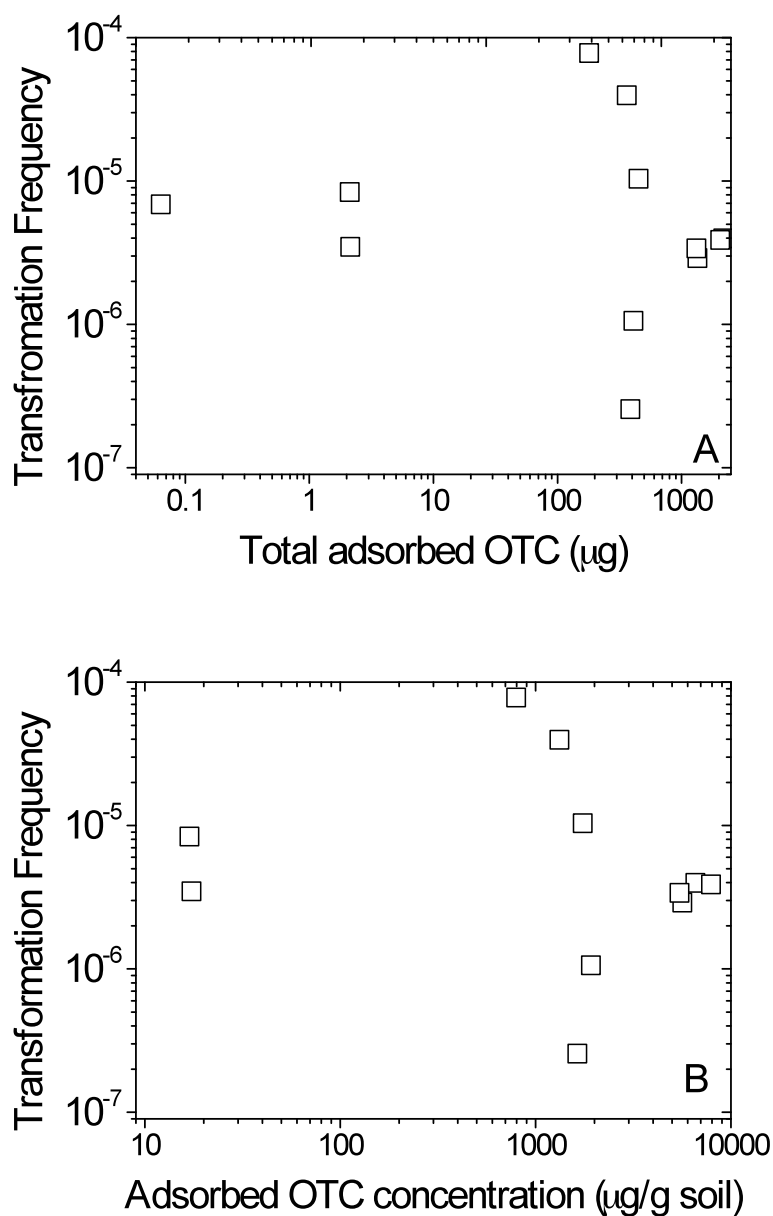 10-4
10-5
10-6
10-7
Transfromation Frequency
A
0.1 1 10 100 1000
Total adsorbed OTC (μg)
10-4
10-5
10-6
10-7
Transformation Frequency
B
10 100 1000 10000
Adsorbed OTC concentration (μg/g soil)